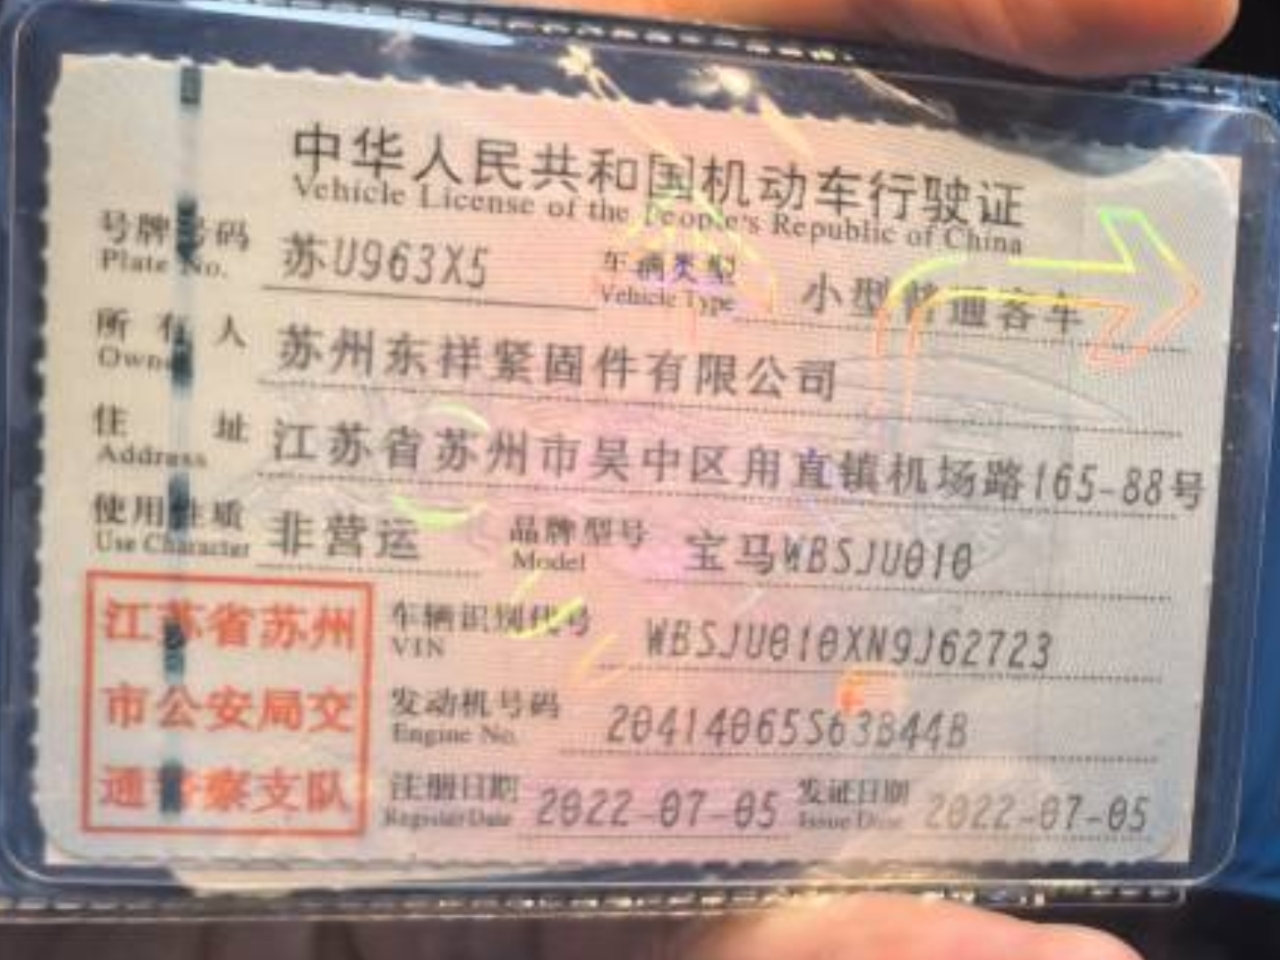 中华人民共和国机动车行驶证
Vehicle License of the People's Republic of China
号牌号码 苏U963X5 车辆类型 小型普通客车
Plate No. Vehicle Type
所有人 苏州东祥紧固件有限公司
Owner
住址 江苏省苏州市吴中区甪直镇机场路165-88号
Address
使用性质 非营运 品牌型号 宝马WBSJU010
Use Character Model
江苏省苏州
市公安局交
通警察支队
车辆识别代号 WBSJU010XN9J62723
VIN
发动机号码 20414065S63B44B
Engine No.
注册日期 2022-07-05 发证日期 2022-07-05
Register Date Issue Date